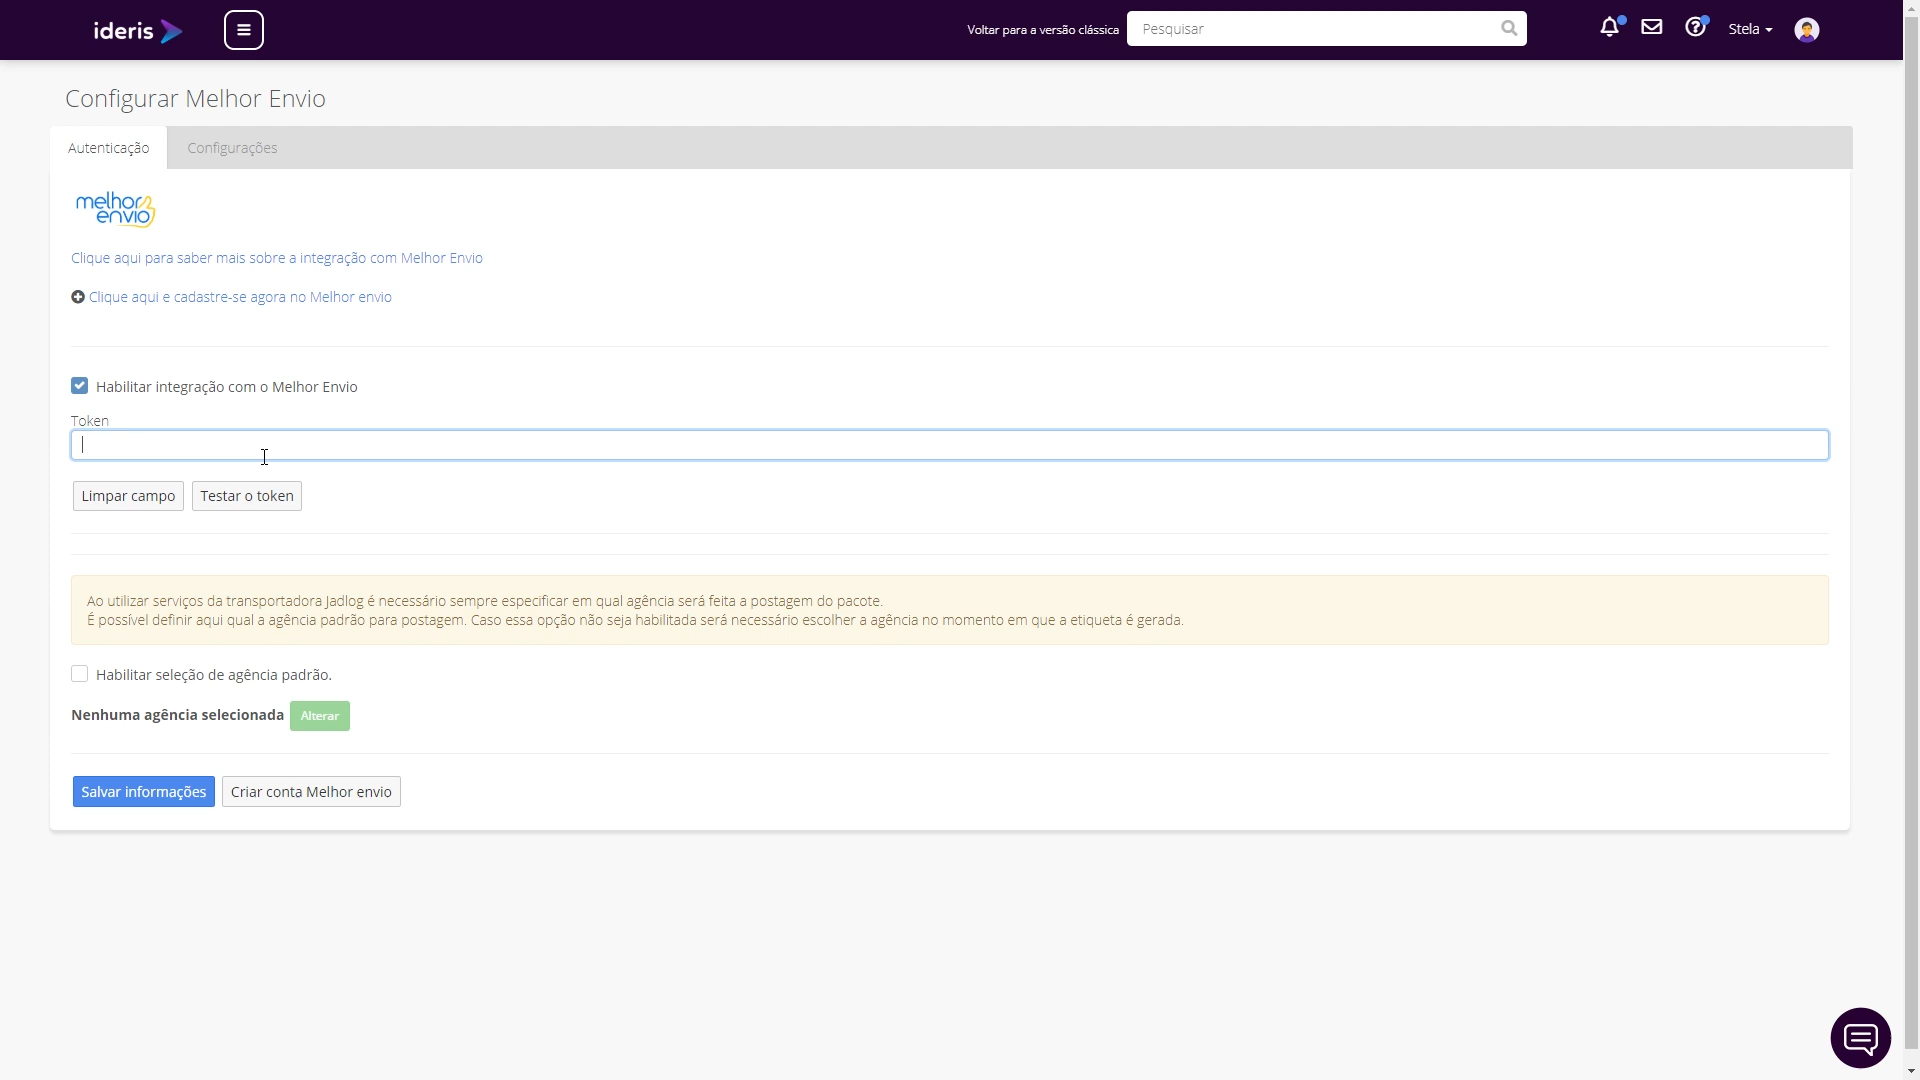 ideris
Voltar para a versão clássica
Pesquisar
Stela
Configurar Melhor Envio
Autenticação
Configurações
melhor
envio
Clique aqui para saber mais sobre a integração com Melhor Envio
Clique aqui e cadastre-se agora no Melhor envio
Habilitar integração com o Melhor Envio
Token
Limpar campo
Testar o token
Ao utilizar serviços da transportadora Jadlog é necessário sempre especificar em qual agência será feita a postagem do pacote.
É possível definir aqui qual a agência padrão para postagem. Caso essa opção não seja habilitada será necessário escolher a agência no momento em que a etiqueta é gerada.
Habilitar seleção de agência padrão.
Nenhuma agência selecionada
Alterar
Salvar informações
Criar conta Melhor envio